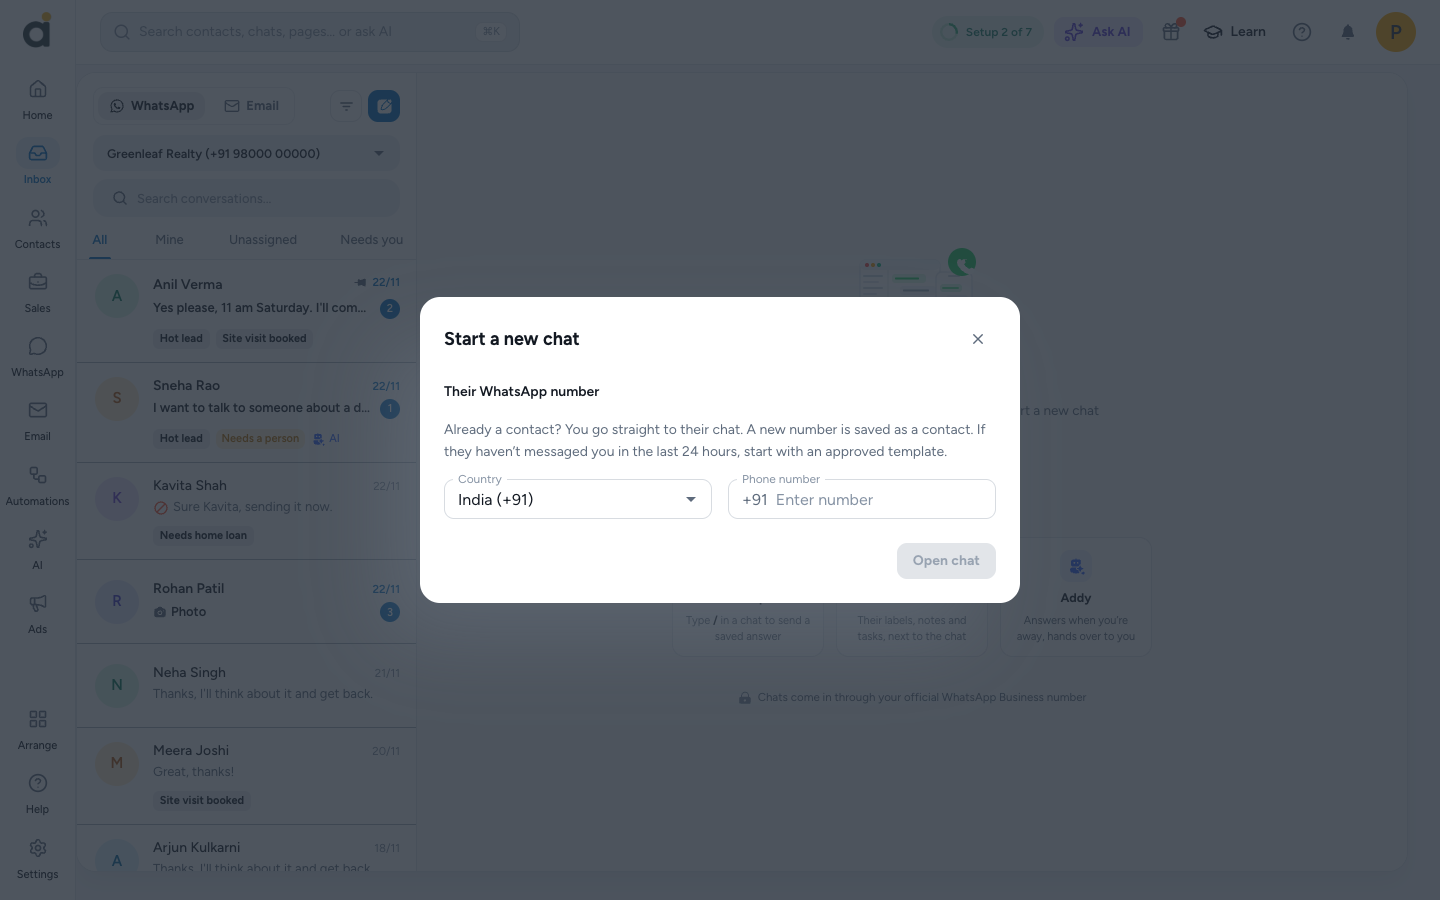 Search contacts, chats, pages... or ask AI
⌘K
Setup 2 of 7
Ask AI
Learn
P
Home
Inbox
Contacts
Sales
WhatsApp
Email
Automations
AI
Ads
Arrange
Help
Settings
WhatsApp
Email
Greenleaf Realty (+91 98000 00000)
Search conversations...
All
Mine
Unassigned
Needs you
A
Anil Verma
22/11
Yes please, 11 am Saturday. I'll com...
2
Hot lead
Site visit booked
S
Sneha Rao
22/11
I want to talk to someone about a d...
1
Hot lead
Needs a person
AI
K
Kavita Shah
22/11
Sure Kavita, sending it now.
Needs home loan
R
Rohan Patil
22/11
Photo
3
N
Neha Singh
21/11
Thanks, I'll think about it and get back.
M
Meera Joshi
20/11
Great, thanks!
Site visit booked
A
Arjun Kulkarni
18/11
Thanks, I'll think about it and get back
Start a new chat
Their WhatsApp number
Already a contact? You go straight to their chat. A new number is saved as a contact. If
they haven't messaged you in the last 24 hours, start with an approved template.
Country
India (+91)
Phone number
+91 Enter number
Open chat
a new chat
Type / in a chat to send a
saved answer
Their labels, notes and
tasks, next to the chat
Addy
Answers when you're
away, hands over to you
Chats come in through your official WhatsApp Business number